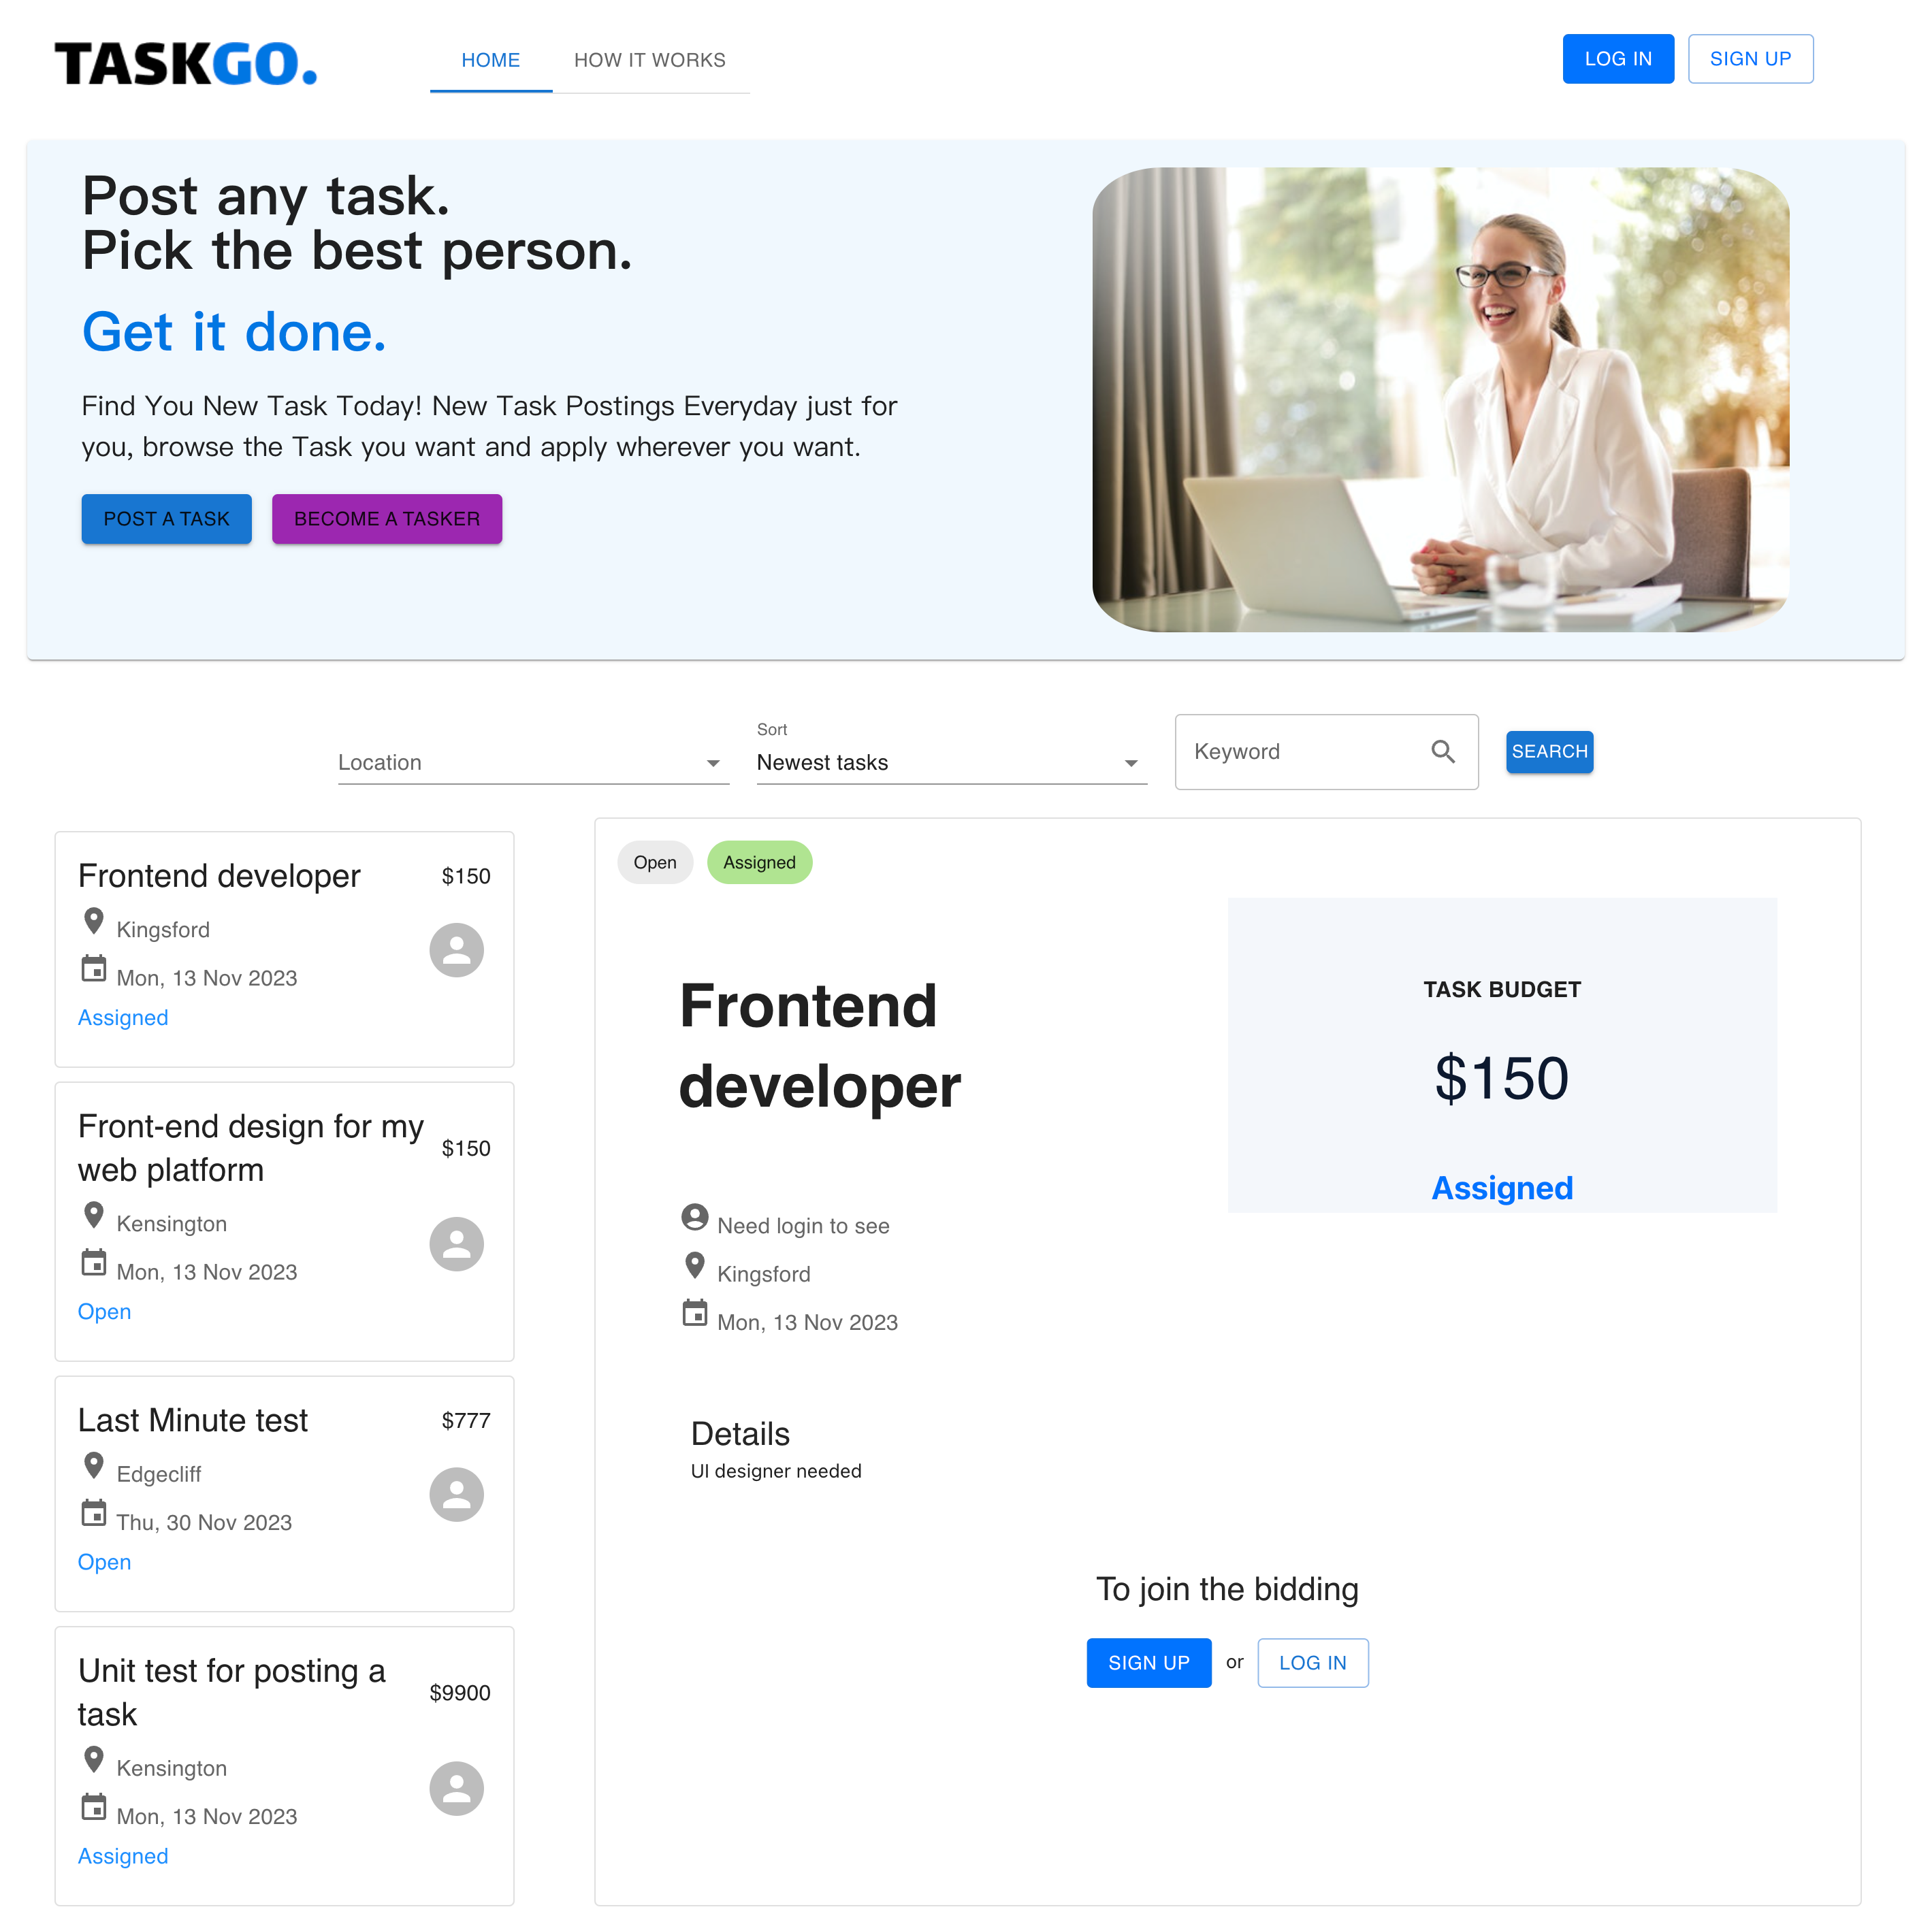 TASKGO.
HOME
HOW IT WORKS
LOG IN
SIGN UP
Post any task.
Pick the best person.
Get it done.
Find You New Task Today! New Task Postings Everyday just for
you, browse the Task you want and apply wherever you want.
POST A TASK
BECOME A TASKER
Location
Sort
Newest tasks
Keyword
SEARCH
Frontend developer
$150
Kingsford
Mon, 13 Nov 2023
Assigned
Front-end design for my
web platform
$150
Kensington
Mon, 13 Nov 2023
Open
Last Minute test
$777
Edgecliff
Thu, 30 Nov 2023
Open
Unit test for posting a
task
$9900
Kensington
Mon, 13 Nov 2023
Assigned
Open
Assigned
Frontend
developer
TASK BUDGET
$150
Assigned
Need login to see
Kingsford
Mon, 13 Nov 2023
Details
UI designer needed
To join the bidding
SIGN UP
or
LOG IN